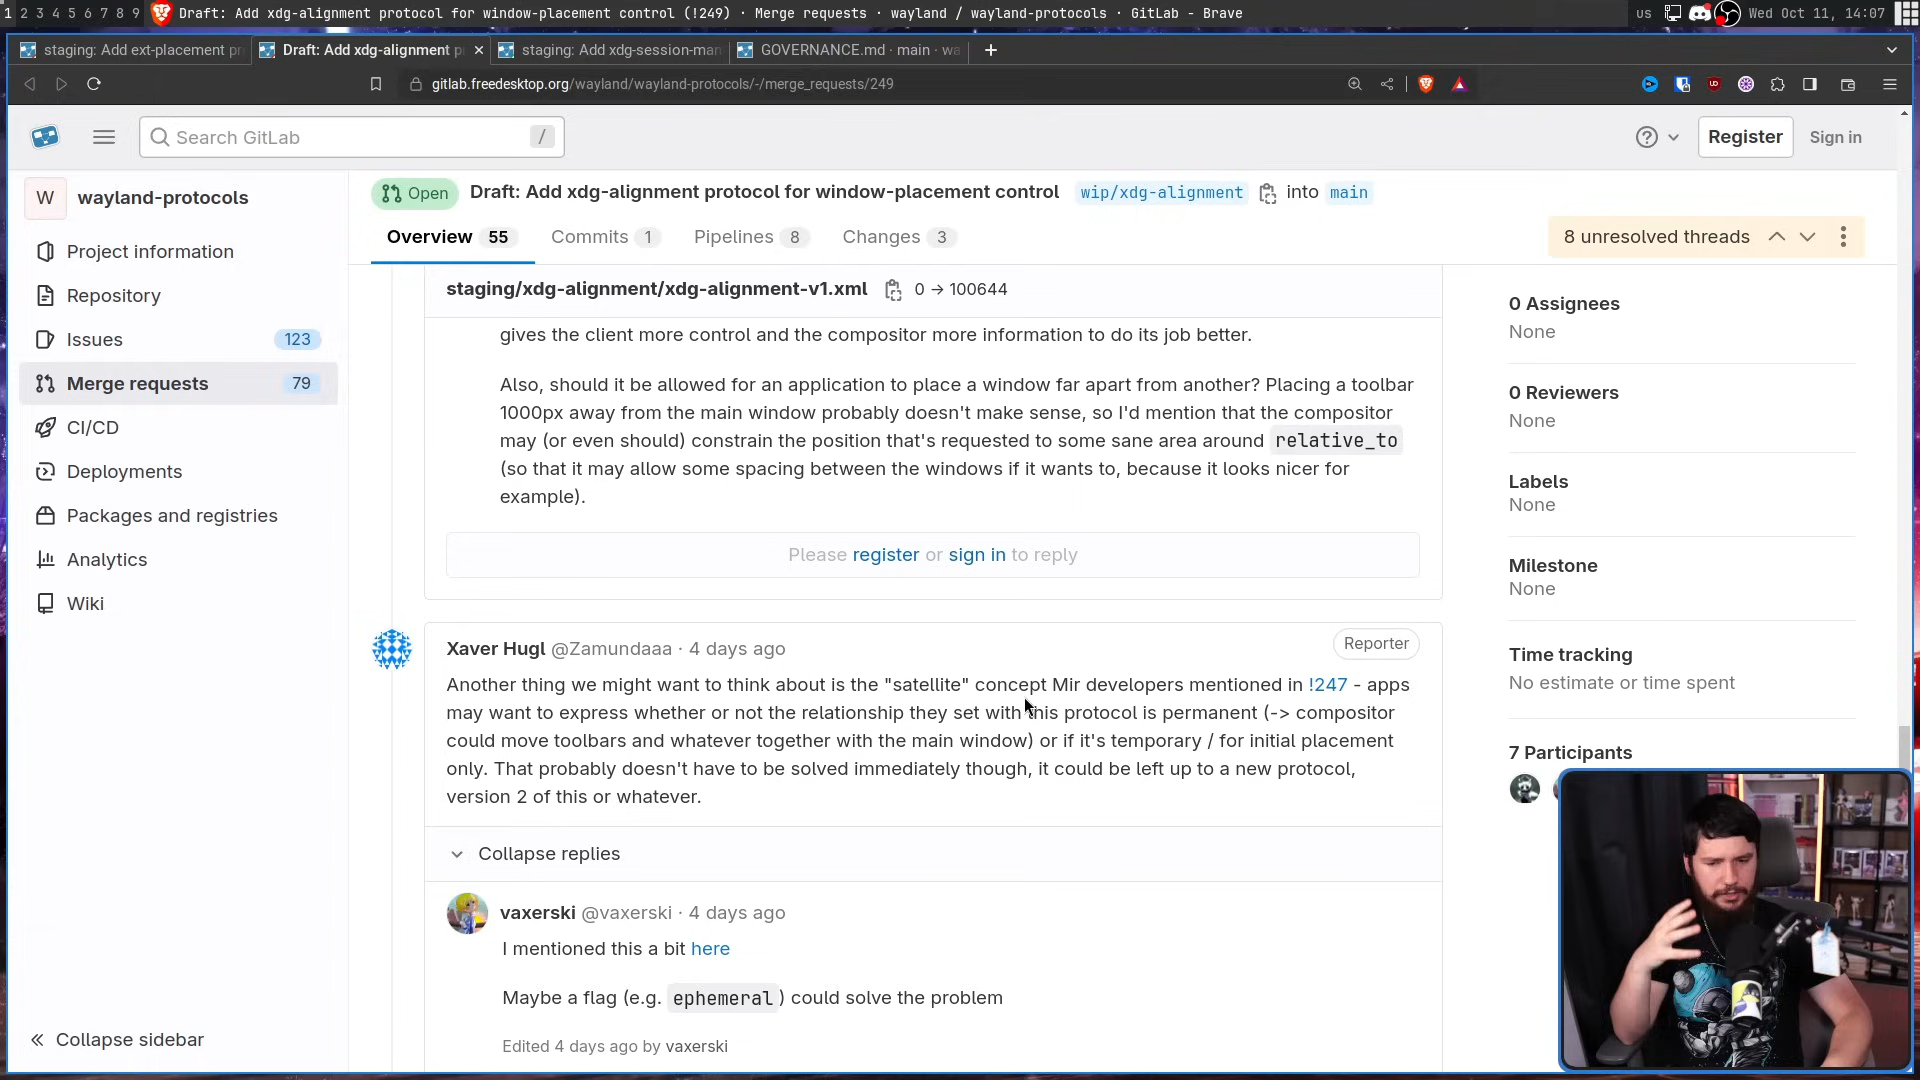 1 2 3 4 5 6 7 8 9 Draft: Add xdg-alignment protocol for window-placement control (!249) · Merge requests · wayland / wayland-protocols · GitLab - Brave us Wed Oct 11, 14:07
staging: Add ext-placement pr Draft: Add xdg-alignment p staging: Add xdg-session-man GOVERNANCE.md · main · wa
gitlab.freedesktop.org/wayland/wayland-protocols/-/merge_requests/249
Search GitLab / Register Sign in
W wayland-protocols
Project information
Repository
Issues 123
Merge requests 79
CI/CD
Deployments
Packages and registries
Analytics
Wiki
Collapse sidebar
Open Draft: Add xdg-alignment protocol for window-placement control wip/xdg-alignment into main
Overview 55 Commits 1 Pipelines 8 Changes 3 8 unresolved threads
staging/xdg-alignment/xdg-alignment-v1.xml 0 → 100644
gives the client more control and the compositor more information to do its job better.
Also, should it be allowed for an application to place a window far apart from another? Placing a toolbar
1000px away from the main window probably doesn't make sense, so I'd mention that the compositor
may (or even should) constrain the position that's requested to some sane area around relative_to
(so that it may allow some spacing between the windows if it wants to, because it looks nicer for
example).
Please register or sign in to reply
Xaver Hugl @Zamundaaa · 4 days ago Reporter
Another thing we might want to think about is the "satellite" concept Mir developers mentioned in !247 - apps
may want to express whether or not the relationship they set with this protocol is permanent (-> compositor
could move toolbars and whatever together with the main window) or if it's temporary / for initial placement
only. That probably doesn't have to be solved immediately though, it could be left up to a new protocol,
version 2 of this or whatever.
Collapse replies
vaxerski @vaxerski · 4 days ago
I mentioned this a bit here
Maybe a flag (e.g. ephemeral) could solve the problem
Edited 4 days ago by vaxerski
0 Assignees
None
0 Reviewers
None
Labels
None
Milestone
None
Time tracking
No estimate or time spent
7 Participants